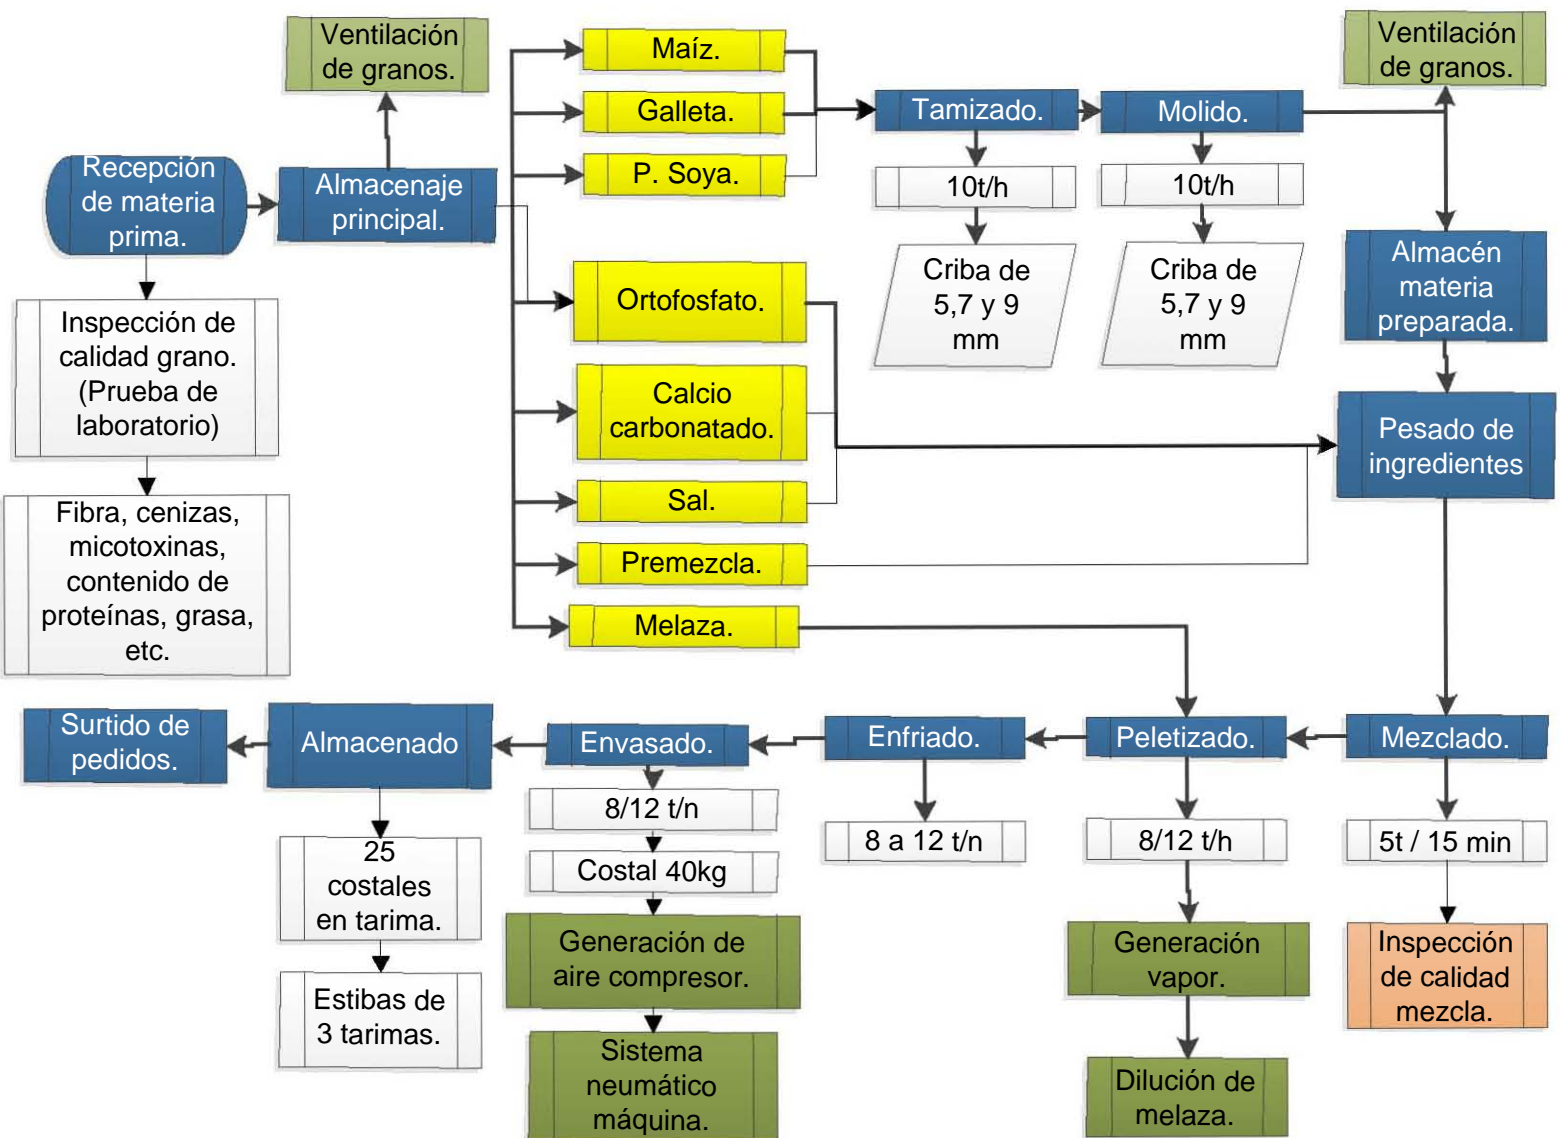 Ventilación
de granos.
Maíz.
Galleta.
P. Soya.
Tamizado.
Molido.
Ventilación
de granos.
Recepción
de materia
prima.
Almacenaje
principal.
10t/h
10t/h
Criba de
5,7 y 9
mm
Criba de
5,7 y 9
mm
Almacén
materia
preparada.
Inspección de
calidad grano.
(Prueba de
laboratorio)
Ortofosfato.
Calcio
carbonatado.
Pesado de
ingredientes
Sal.
Fibra, cenizas,
micotoxinas,
contenido de
proteínas, grasa,
etc.
Premezcla.
Melaza.
Surtido de
pedidos.
Almacenado
Envasado.
Enfriado.
Peletizado.
Mezclado.
25
costales
en tarima.
Estibas de
3 tarimas.
8/12 t/n
Costal 40kg
Generación de
aire compresor.
Sistema
neumático
máquina.
8 a 12 t/n
8/12 t/h
Generación
vapor.
Dilución de
melaza.
5t / 15 min
Inspección
de calidad
mezcla.